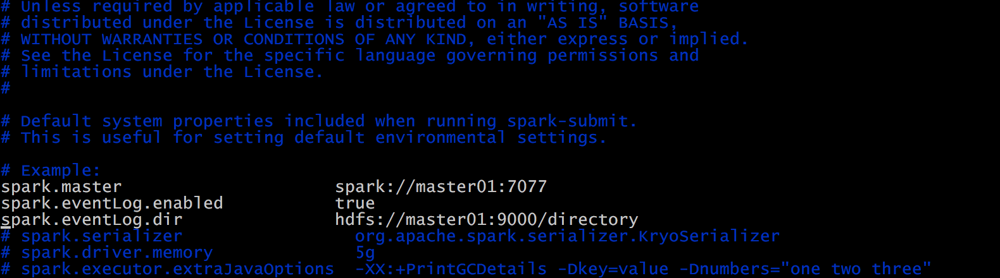 # Unless required by applicable law or agreed to in writing, software
# distributed under the License is distributed on an "AS IS" BASIS,
# WITHOUT WARRANTIES OR CONDITIONS OF ANY KIND, either express or implied.
# See the License for the specific language governing permissions and
# limitations under the License.
#

# Default system properties included when running spark-submit.
# This is useful for setting default environmental settings.

# Example:
spark.master                     spark://master01:7077
spark.eventLog.enabled           true
spark.eventLog.dir               hdfs://master01:9000/directory
# spark.serializer                 org.apache.spark.serializer.KryoSerializer
# spark.driver.memory              5g
# spark.executor.extraJavaOptions  -XX:+PrintGCDetails -Dkey=value -Dnumbers="one two three"